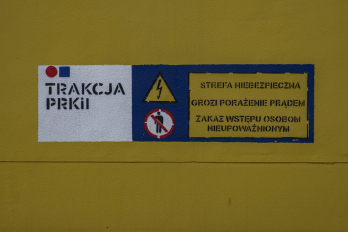 TRAKCJA
PRKiI
STREFA NIEBEZPIECZNA
GROZI PORAŻENIE PRĄDEM
ZAKAZ WSTĘPU OSOBOM
NIEUPOWAŻNIONYM